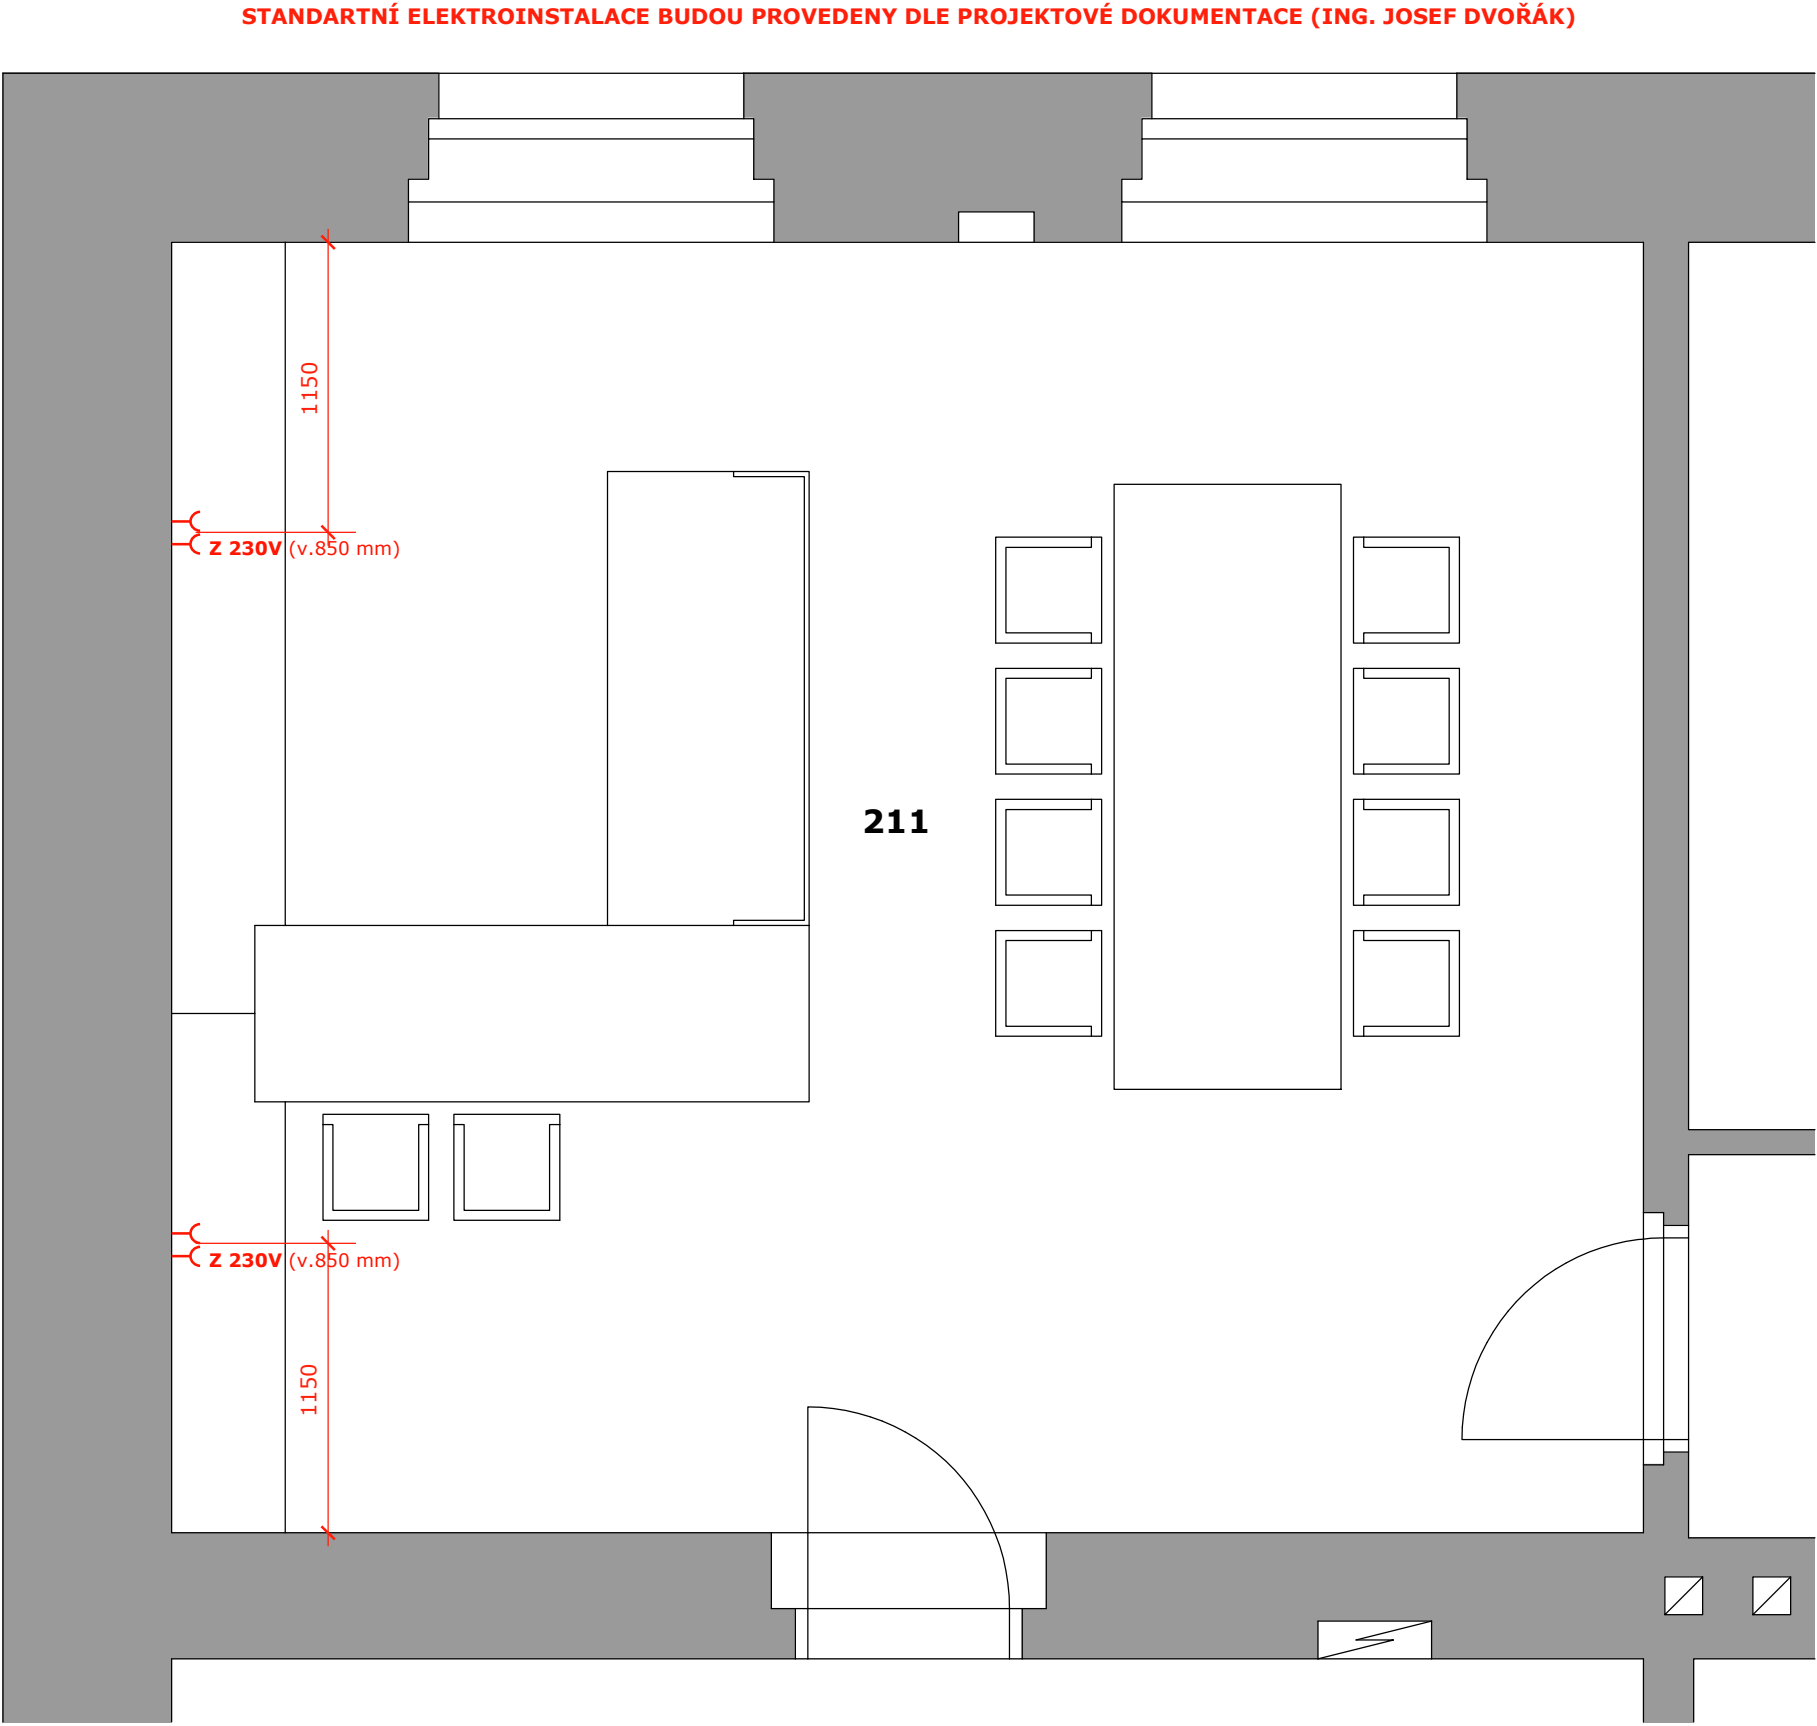 STANDARTNÍ ELEKTROINSTALACE BUDOU PROVEDENY DLE PROJEKTOVÉ DOKUMENTACE (ING. JOSEF DVOŘÁK)
1150
Z 230V (v.850 mm)
211
Z 230V (v.850 mm)
1150